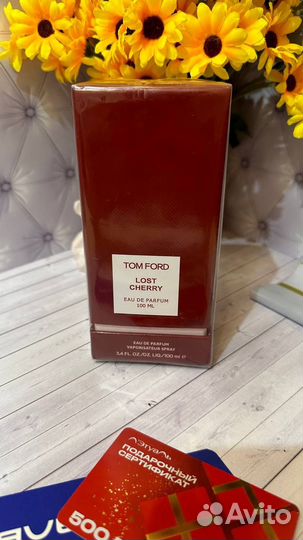 TOM FORD
LOST
CHERRY
EAU DE PARFUM
100 ML
EAU DE PARFUM
VAPORISATEUR SPRAY
3,4 FL. OZ./OZ. LIQ./100 ml e
Л'ЭТУАЛЬ
ПОДАРОЧНЫЙ
СЕРТИФИКАТ
500
Avito